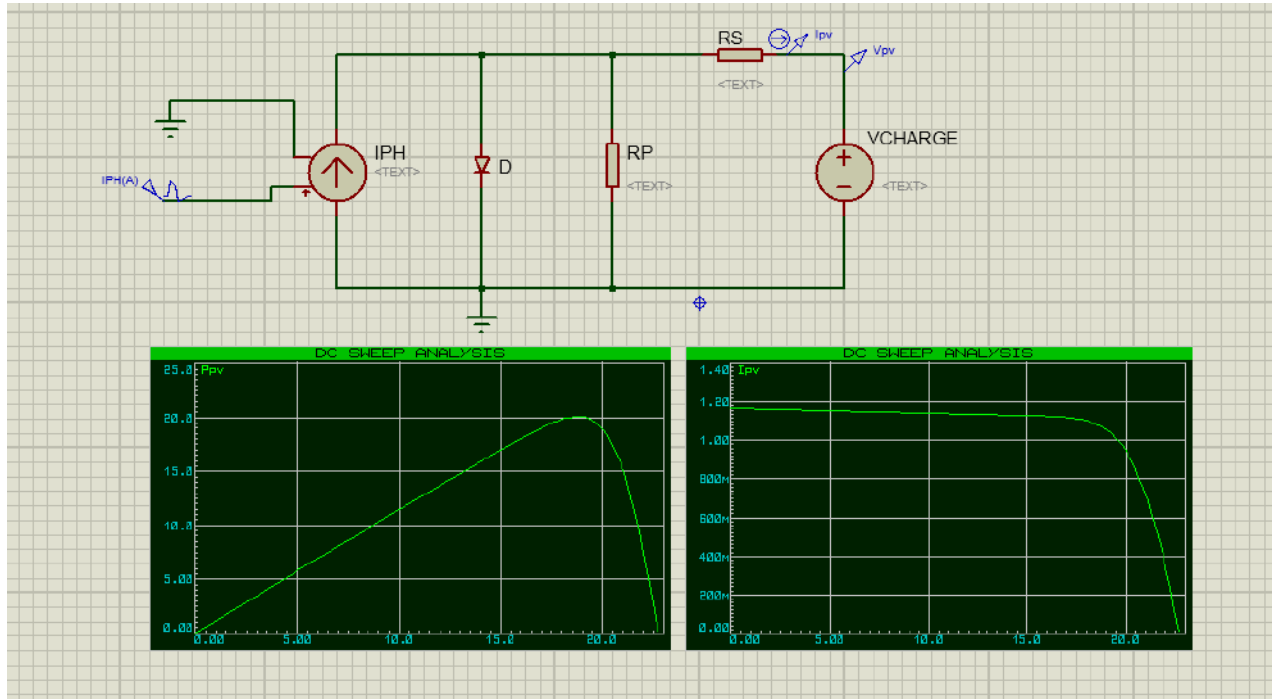 RS
Ipv
Vpv
<TEXT>
IPH
<TEXT>
D
RP
<TEXT>
VCHARGE
<TEXT>
IPH(A)
DC SWEEP ANALYSIS
25.0
Ppv
20.0
15.0
10.0
5.00
0.00
0.00 5.00 10.0 15.0 20.0
DC SWEEP ANALYSIS
1.40
Ipv
1.20
1.00
800m
600m
400m
200m
0.00
0.00 5.00 10.0 15.0 20.0